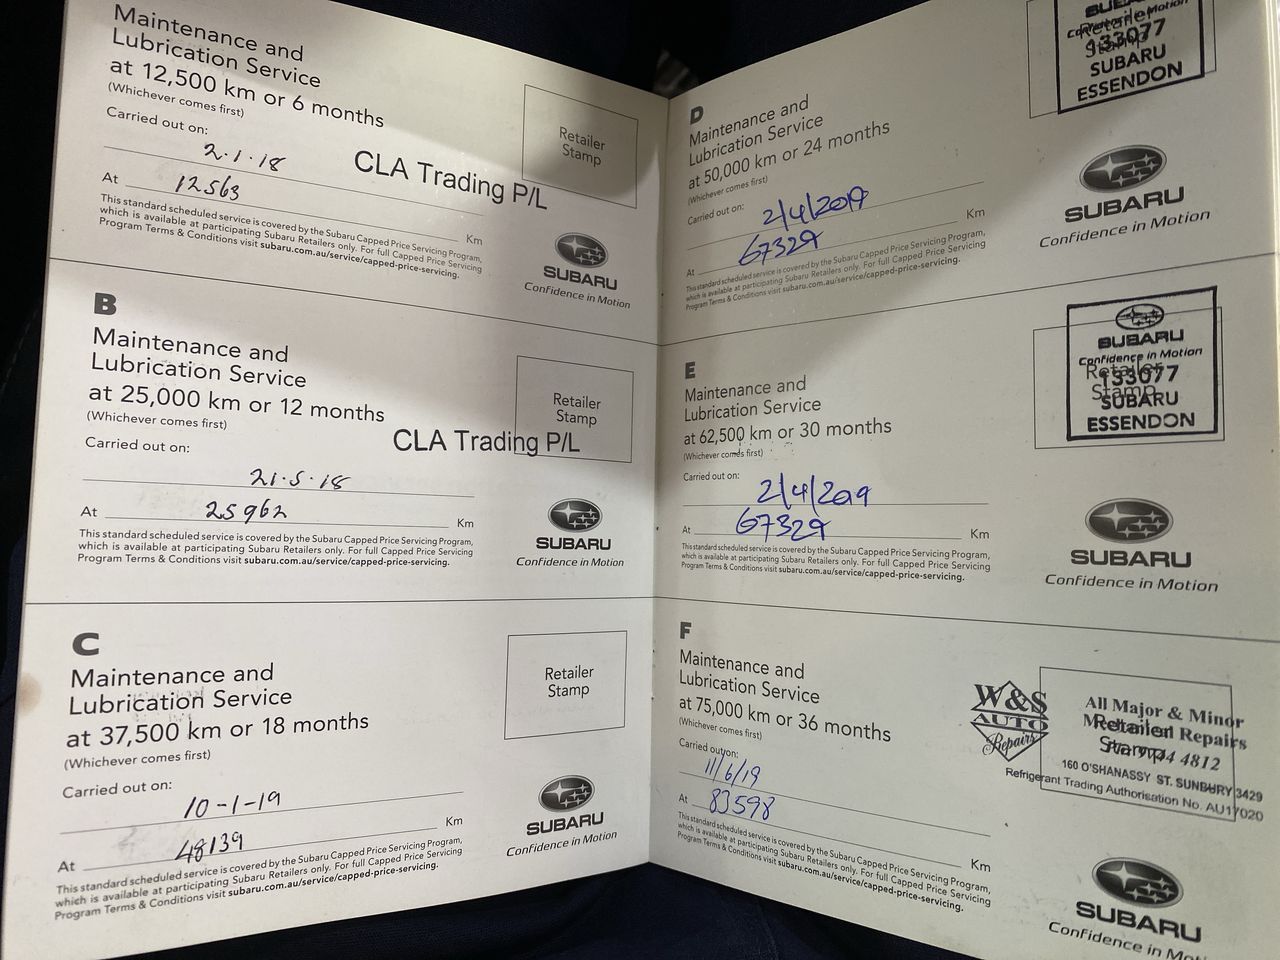 Maintenance and
Lubrication Service
at 12,500 km or 6 months
(Whichever comes first)
Carried out on:
2.1.18
At 12563 Km
Retailer
Stamp
CLA Trading P/L
This standard scheduled service is covered by the Subaru Capped Price Servicing Program,
which is available at participating Subaru Retailers only. For full Capped Price Servicing
Program Terms & Conditions visit subaru.com.au/service/capped-price-servicing.
SUBARU
Confidence in Motion
B
Maintenance and
Lubrication Service
at 25,000 km or 12 months
(Whichever comes first)
Carried out on:
21.5.18
At 25962 Km
Retailer
Stamp
CLA Trading P/L
This standard scheduled service is covered by the Subaru Capped Price Servicing Program,
which is available at participating Subaru Retailers only. For full Capped Price Servicing
Program Terms & Conditions visit subaru.com.au/service/capped-price-servicing.
SUBARU
Confidence in Motion
C
Maintenance and
Lubrication Service
at 37,500 km or 18 months
(Whichever comes first)
Carried out on:
10-1-19
At 48139 Km
Retailer
Stamp
This standard scheduled service is covered by the Subaru Capped Price Servicing Program,
which is available at participating Subaru Retailers only. For full Capped Price Servicing
Program Terms & Conditions visit subaru.com.au/service/capped-price-servicing.
SUBARU
Confidence in Motion
D
Maintenance and
Lubrication Service
at 50,000 km or 24 months
(Whichever comes first)
Carried out on:
2/4/2019
At 67329 Km
Retailer
Stamp
SUBARU
Confidence in Motion
133077
SUBARU
ESSENDON
This standard scheduled service is covered by the Subaru Capped Price Servicing Program,
which is available at participating Subaru Retailers only. For full Capped Price Servicing
Program Terms & Conditions visit subaru.com.au/service/capped-price-servicing.
SUBARU
Confidence in Motion
E
Maintenance and
Lubrication Service
at 62,500 km or 30 months
(Whichever comes first)
Carried out on:
2/4/2019
At 67329 Km
Retailer
Stamp
SUBARU
Confidence in Motion
133077
SUBARU
ESSENDON
This standard scheduled service is covered by the Subaru Capped Price Servicing Program,
which is available at participating Subaru Retailers only. For full Capped Price Servicing
Program Terms & Conditions visit subaru.com.au/service/capped-price-servicing.
SUBARU
Confidence in Motion
F
Maintenance and
Lubrication Service
at 75,000 km or 36 months
(Whichever comes first)
Carried out on:
11/6/19
At 83598 Km
Retailer
Stamp
W&S
AUTO
Repairs
All Major & Minor
Repairs
4812
160 O'SHANASSY ST. SUNBURY 3429
Refrigerant Trading Authorisation No. AU17020
This standard scheduled service is covered by the Subaru Capped Price Servicing Program,
which is available at participating Subaru Retailers only. For full Capped Price Servicing
Program Terms & Conditions visit subaru.com.au/service/capped-price-servicing.
SUBARU
Confidence in